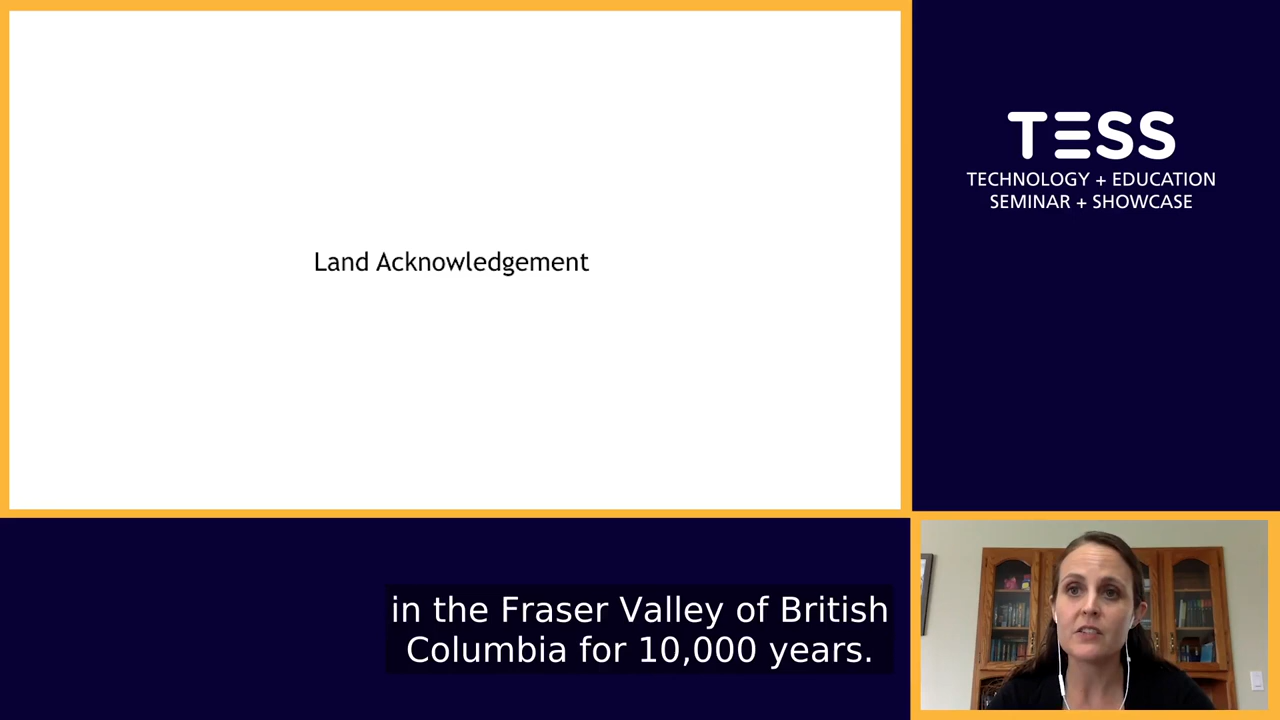 Land Acknowledgement
TESS
TECHNOLOGY + EDUCATION
SEMINAR + SHOWCASE
in the Fraser Valley of British
Columbia for 10,000 years.